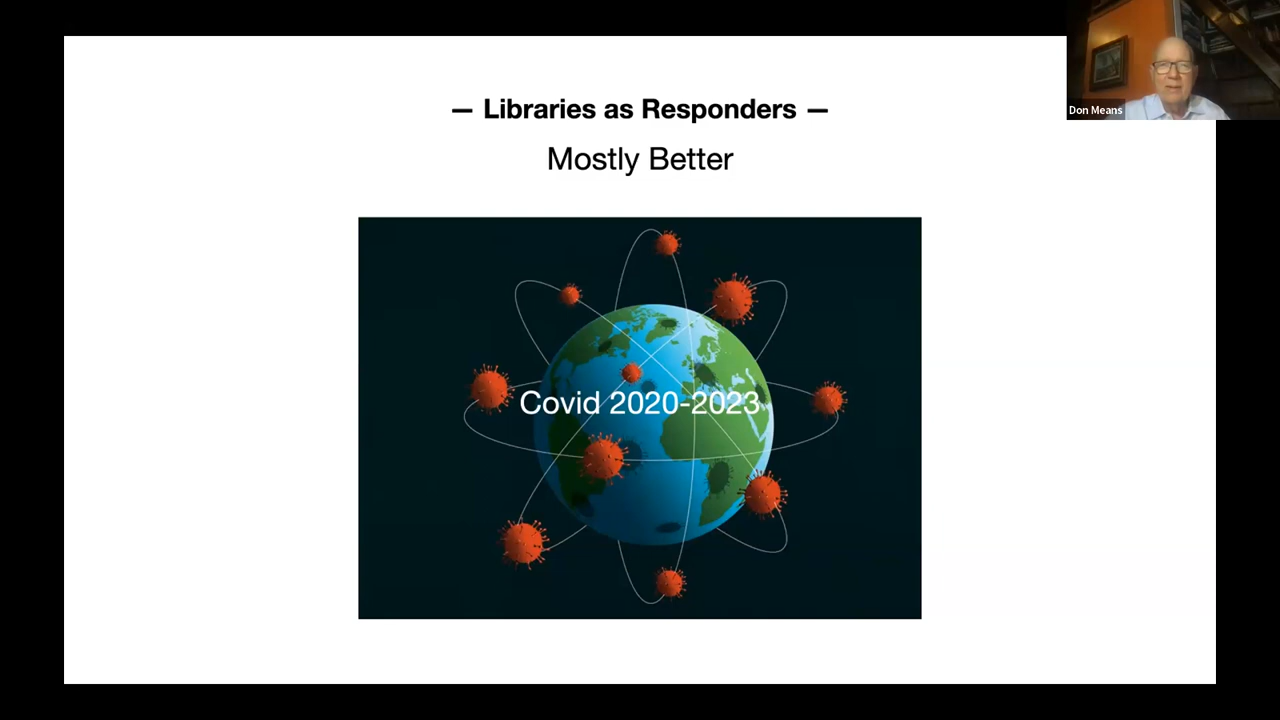 — Libraries as Responders —
Mostly Better
Covid 2020-2023
Don Means